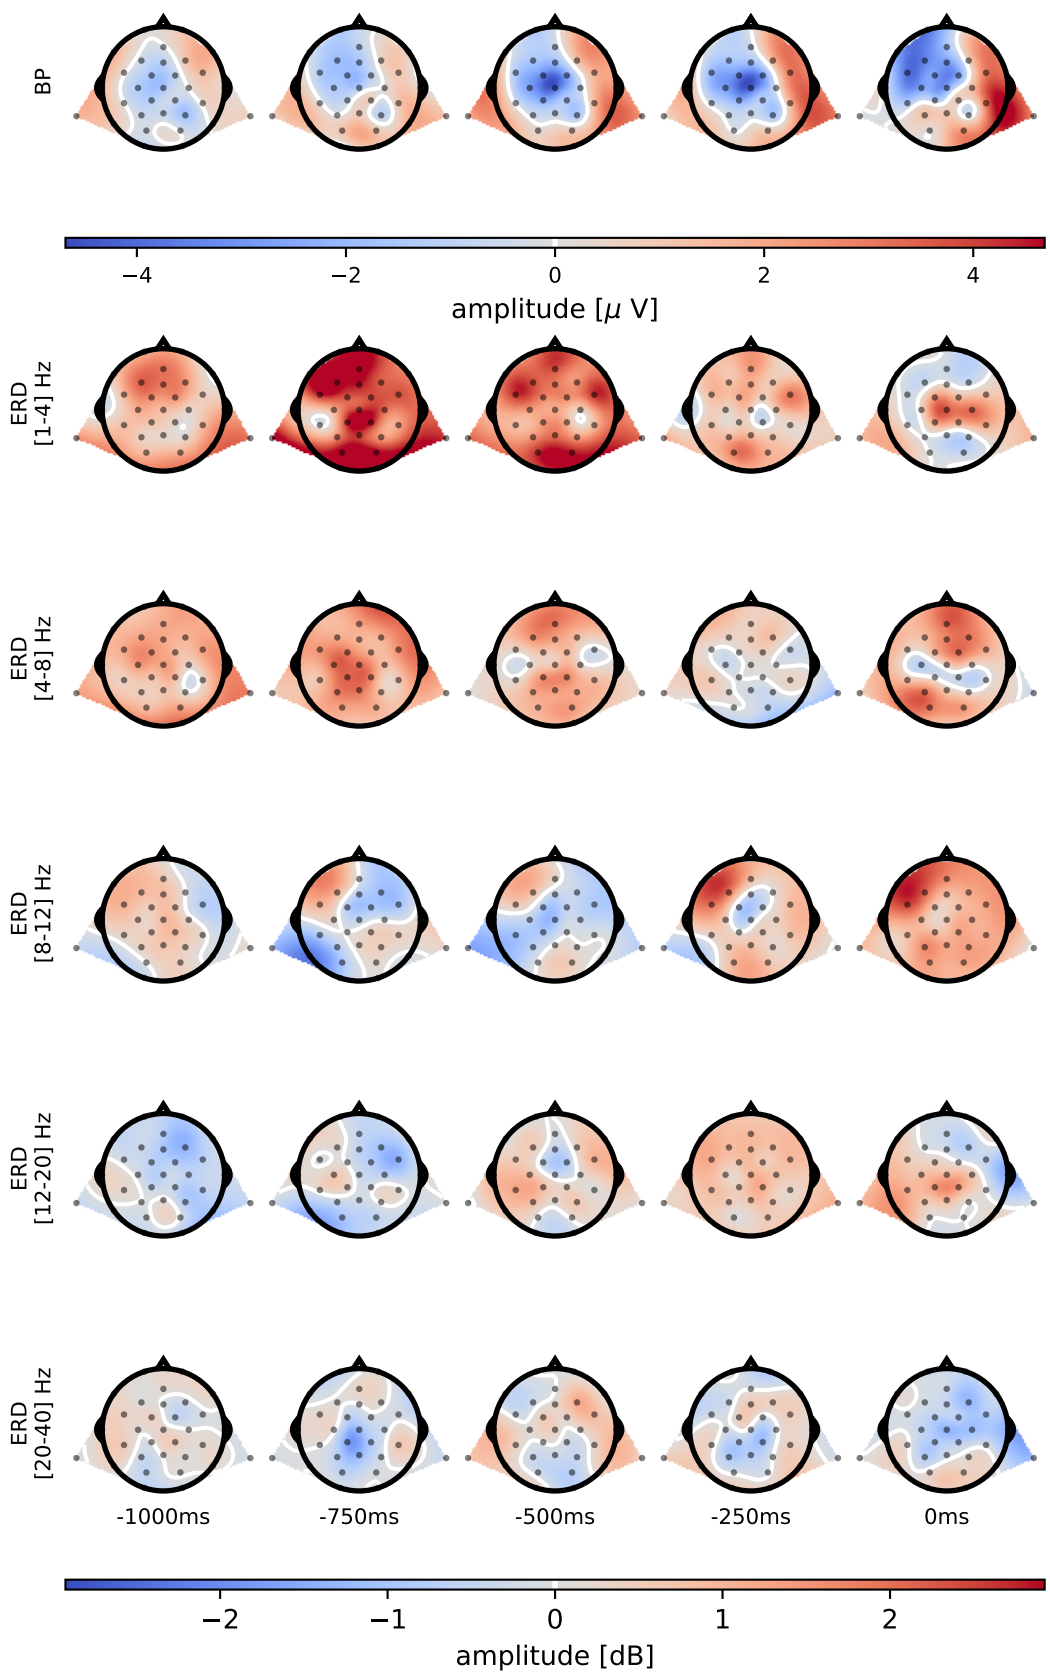 BP
−4 −2 0 2 4
amplitude [μ V]
ERD
[1-4] Hz
ERD
[4-8] Hz
ERD
[8-12] Hz
ERD
[12-20] Hz
ERD
[20-40] Hz
-1000ms -750ms -500ms -250ms 0ms
−2 −1 0 1 2
amplitude [dB]